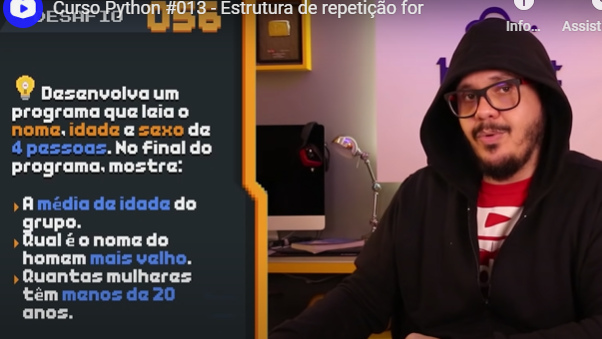 Curso Python #013 - Estrutura de repetição for
DESAFIO 056
Info...
Assist
Desenvolva um
programa que leia o
nome, idade e sexo de
4 pessoas. No final do
programa, mostre:
A média de idade do
grupo.
Qual é o nome do
homem mais velho.
Quantas mulheres
têm menos de 20
anos.